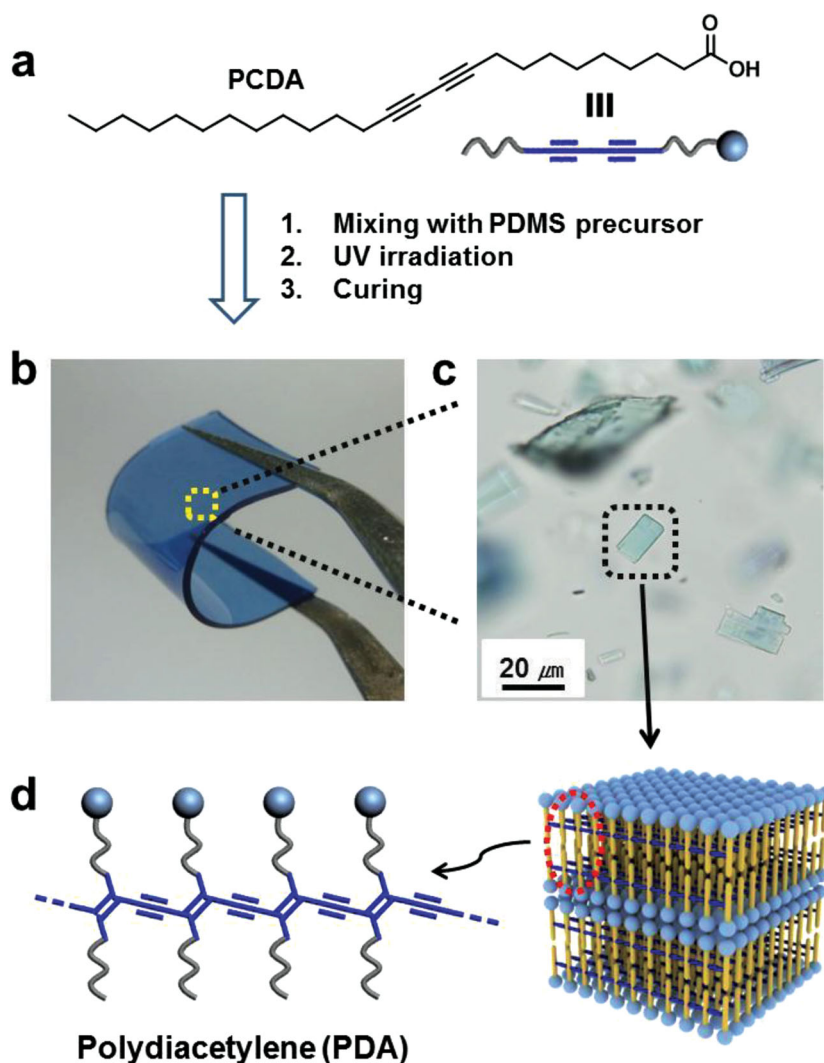 a
PCDA
O
OH
III
1. Mixing with PDMS precursor
2. UV irradiation
3. Curing
b
c
20 μm
d
Polydiacetylene (PDA)